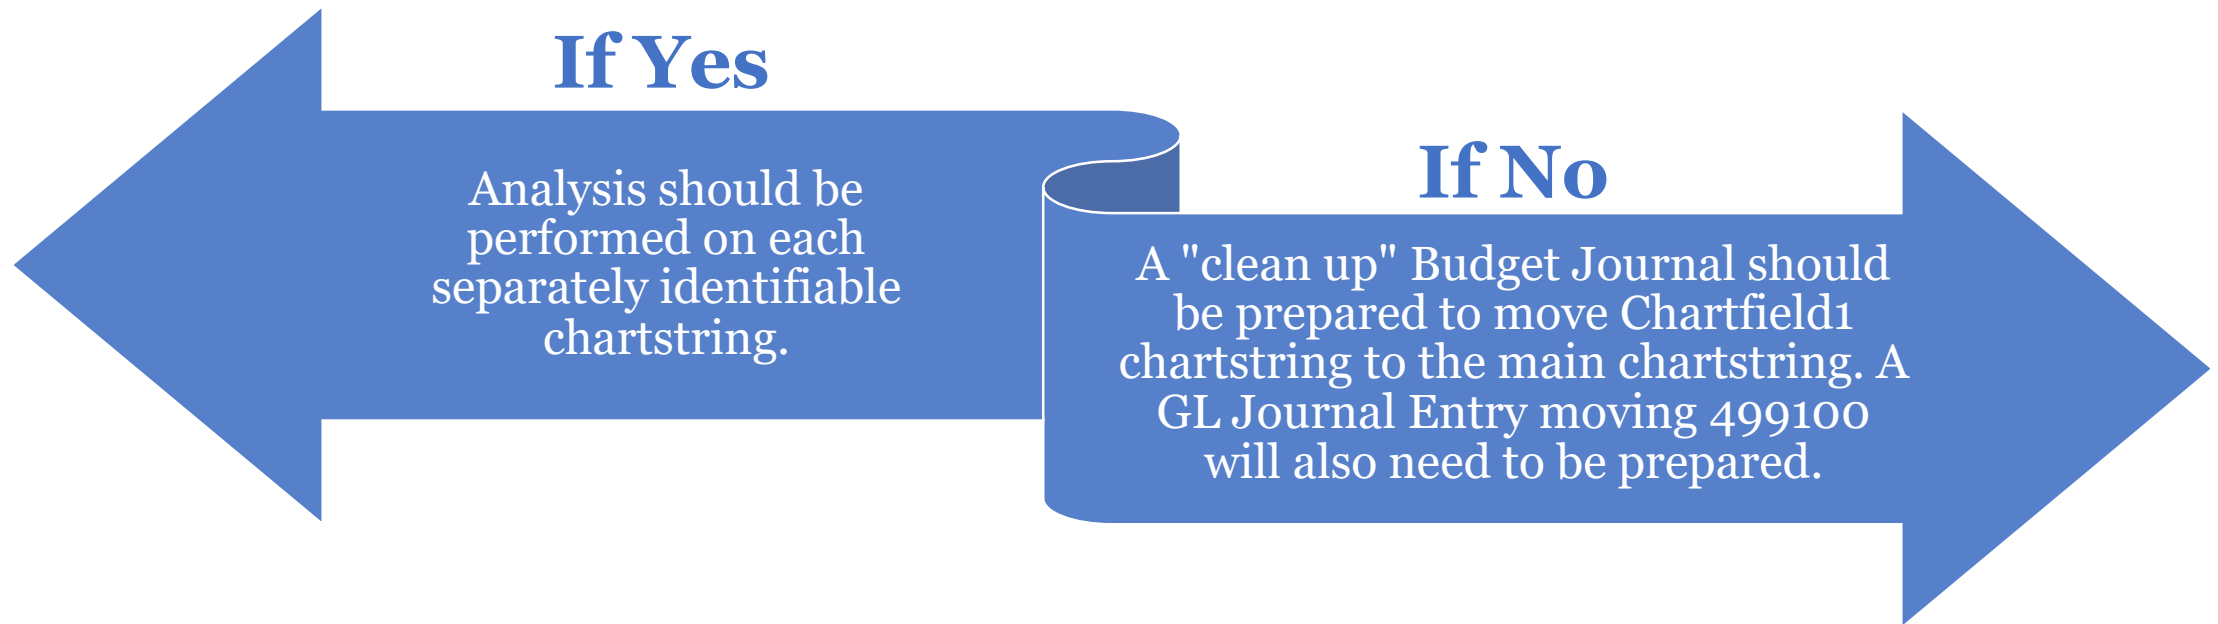 If Yes
Analysis should be
performed on each
separately identifiable
chartstring.
If No
A "clean up" Budget Journal should
be prepared to move Chartfield1
chartstring to the main chartstring. A
GL Journal Entry moving 499100
will also need to be prepared.